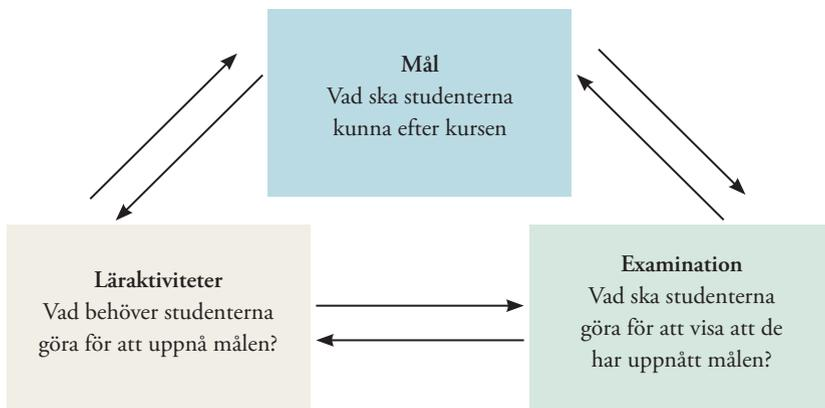 Mål
Vad ska studenterna
kunna efter kursen
Läraktiviteter
Vad behöver studenterna
göra för att uppnå målen?
Examination
Vad ska studenterna
göra för att visa att de
har uppnått målen?